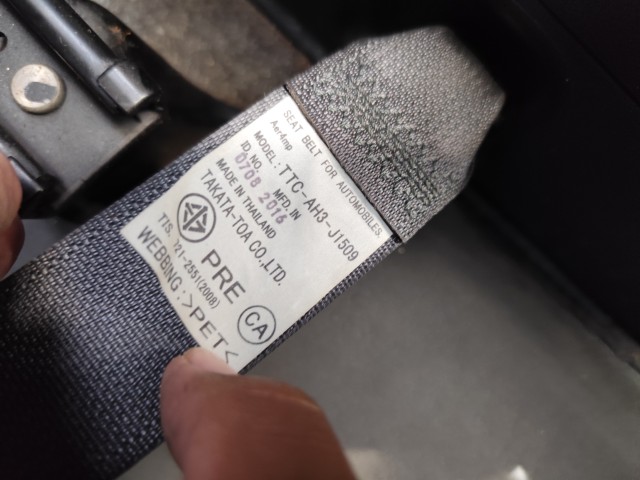 SEAT BELT FOR AUTOMOBILES.
Aer4mp
MODEL: TTC-AH3-J1509
ID.NO. MFD.IN
0708 2016
MADE IN THAILAND
TAKATA-TOA CO.,LTD.
PRE CA
TIS. 721-2551(2008)
WEBBING:>PET<